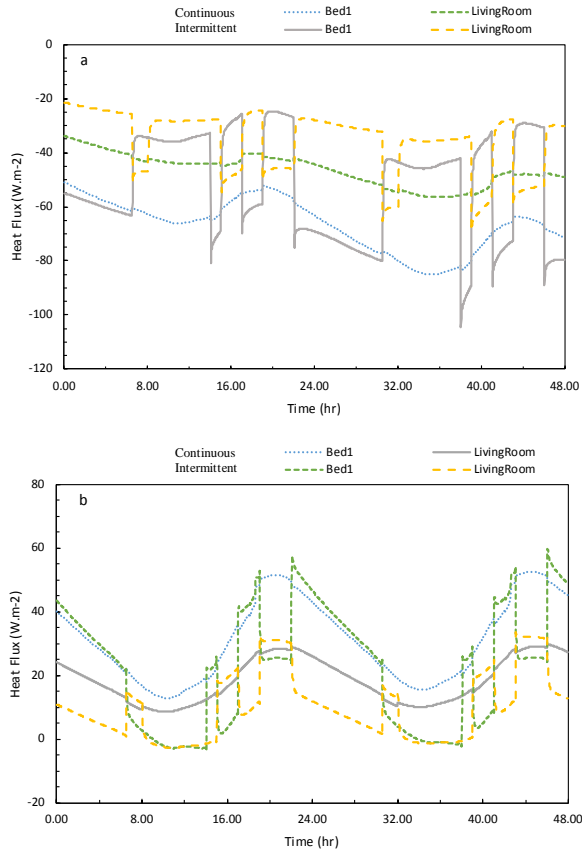 Continuous Bed1 LivingRoom
Intermittent Bed1 LivingRoom
0
a
-20
-40
-60
-80
-100
-120
Heat Flux(W.m-2)
0.00 8.00 16.00 24.00 32.00 40.00 48.00
Time (hr)
Continuous Bed1 LivingRoom
Intermittent Bed1 LivingRoom
80
b
60
40
20
0
-20
Heat Flux (W.m-2)
0.00 8.00 16.00 24.00 32.00 40.00 48.00
Time (hr)